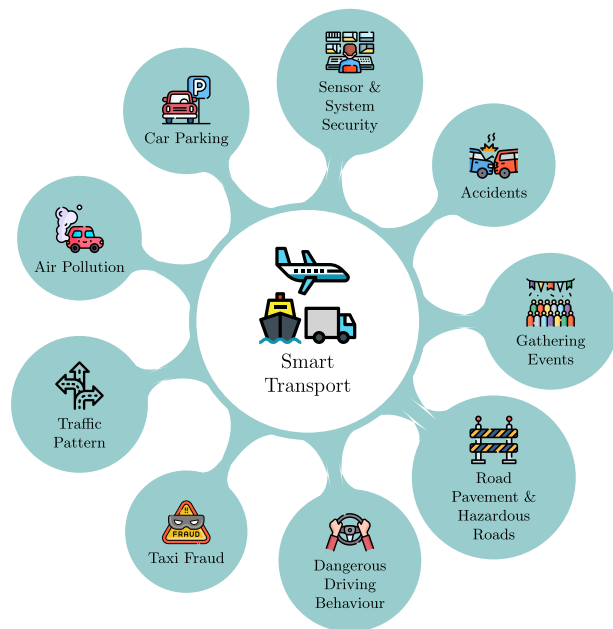 Sensor &
System
Security
Car Parking
Accidents
Air Pollution
Gathering
Events
Smart
Transport
Traffic
Pattern
Road
Pavement &
Hazardous
Roads
!!
FRAUD
Taxi Fraud
Dangerous
Driving
Behaviour
P